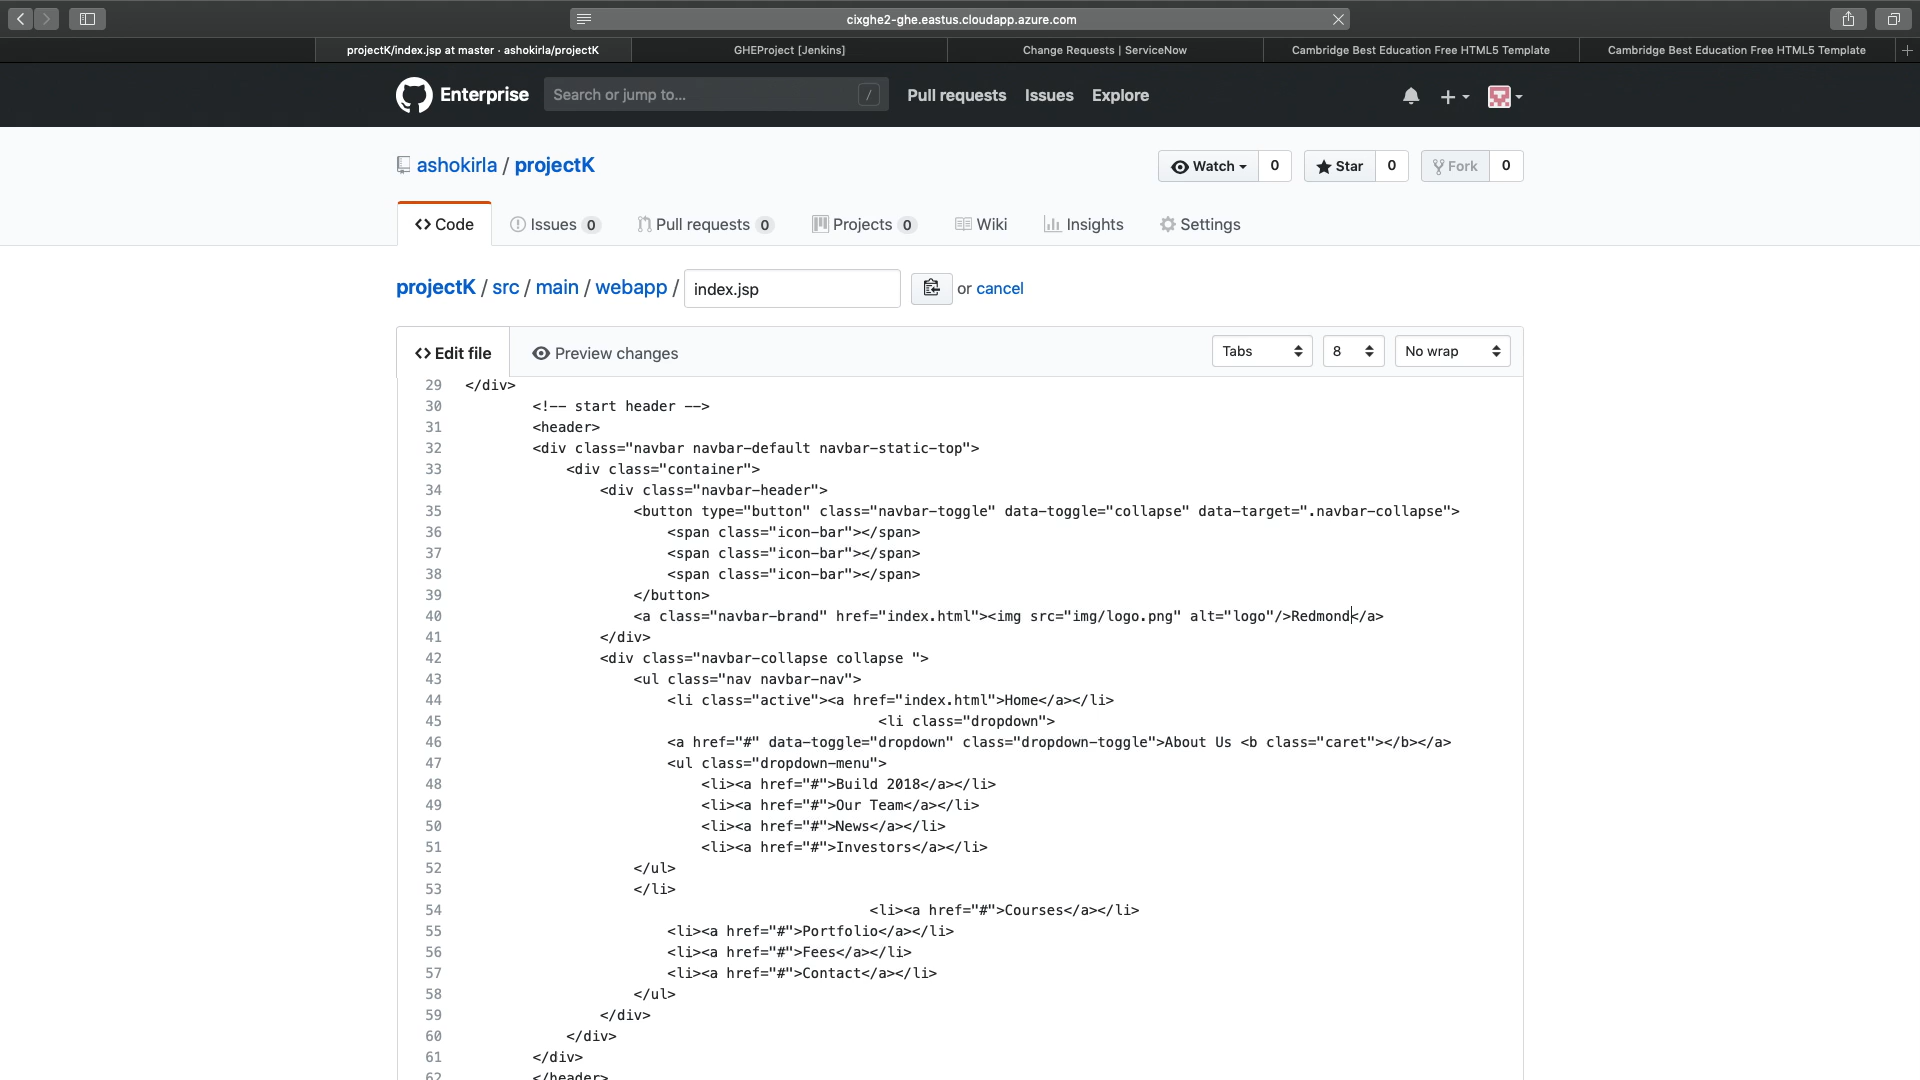 cixghe2-ghe.eastus.cloudapp.azure.com
projectK/index.jsp at master · ashokirla/projectK
GHEProject [Jenkins]
Change Requests | ServiceNow
Cambridge Best Education Free HTML5 Template
Cambridge Best Education Free HTML5 Template
Enterprise
Search or jump to...
/
Pull requests
Issues
Explore
ashokirla / projectK
Watch
0
Star
0
Fork
0
<> Code
Issues 0
Pull requests 0
Projects 0
Wiki
Insights
Settings
projectK / src / main / webapp /
index.jsp
or cancel
<> Edit file
Preview changes
Tabs
8
No wrap
29 </div>
30 <!-- start header -->
31 <header>
32 <div class="navbar navbar-default navbar-static-top">
33 <div class="container">
34 <div class="navbar-header">
35 <button type="button" class="navbar-toggle" data-toggle="collapse" data-target=".navbar-collapse">
36 <span class="icon-bar"></span>
37 <span class="icon-bar"></span>
38 <span class="icon-bar"></span>
39 </button>
40 <a class="navbar-brand" href="index.html"><img src="img/logo.png" alt="logo"/>Redmond</a>
41 </div>
42 <div class="navbar-collapse collapse ">
43 <ul class="nav navbar-nav">
44 <li class="active"><a href="index.html">Home</a></li>
45 <li class="dropdown">
46 <a href="#" data-toggle="dropdown" class="dropdown-toggle">About Us <b class="caret"></b></a>
47 <ul class="dropdown-menu">
48 <li><a href="#">Build 2018</a></li>
49 <li><a href="#">Our Team</a></li>
50 <li><a href="#">News</a></li>
51 <li><a href="#">Investors</a></li>
52 </ul>
53 </li>
54 <li><a href="#">Courses</a></li>
55 <li><a href="#">Portfolio</a></li>
56 <li><a href="#">Fees</a></li>
57 <li><a href="#">Contact</a></li>
58 </ul>
59 </div>
60 </div>
61 </div>
62 </header>